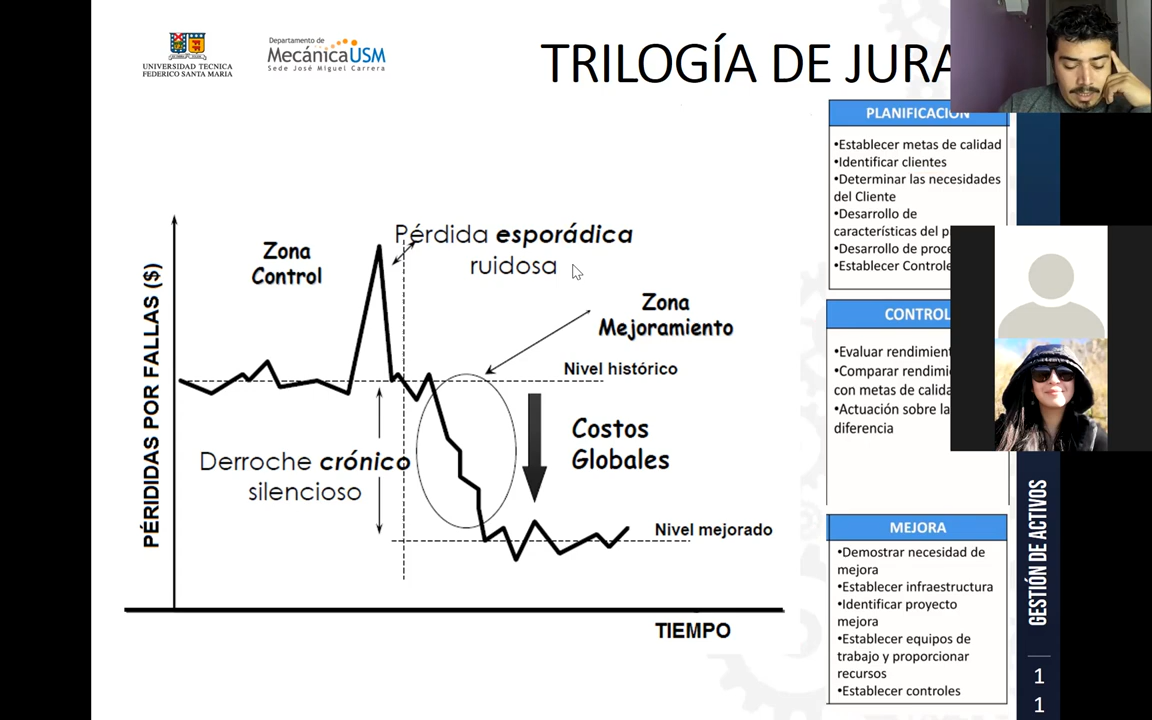 UNIVERSIDAD TECNICA
FEDERICO SANTA MARIA
Departamento de
MecánicaUSM
Sede José Miguel Carrera
TRILOGÍA DE JURA
PÉRIDIDAS POR FALLAS ($)
Zona
Control
Pérdida esporádica
ruidosa
Zona
Mejoramiento
Nivel histórico
Costos
Globales
Derroche crónico
silencioso
Nivel mejorado
TIEMPO
PLANIFICACIÓN
•Establecer metas de calidad
•Identificar clientes
•Determinar las necesidades
del Cliente
•Desarrollo de
características del p
•Desarrollo de proce
•Establecer Controle
CONTROL
•Evaluar rendimient
•Comparar rendimi
con metas de calida
•Actuación sobre la
diferencia
MEJORA
•Demostrar necesidad de
mejora
•Establecer infraestructura
•Identificar proyecto
mejora
•Establecer equipos de
trabajo y proporcionar
recursos
•Establecer controles
GESTIÓN DE ACTIVOS
1
1